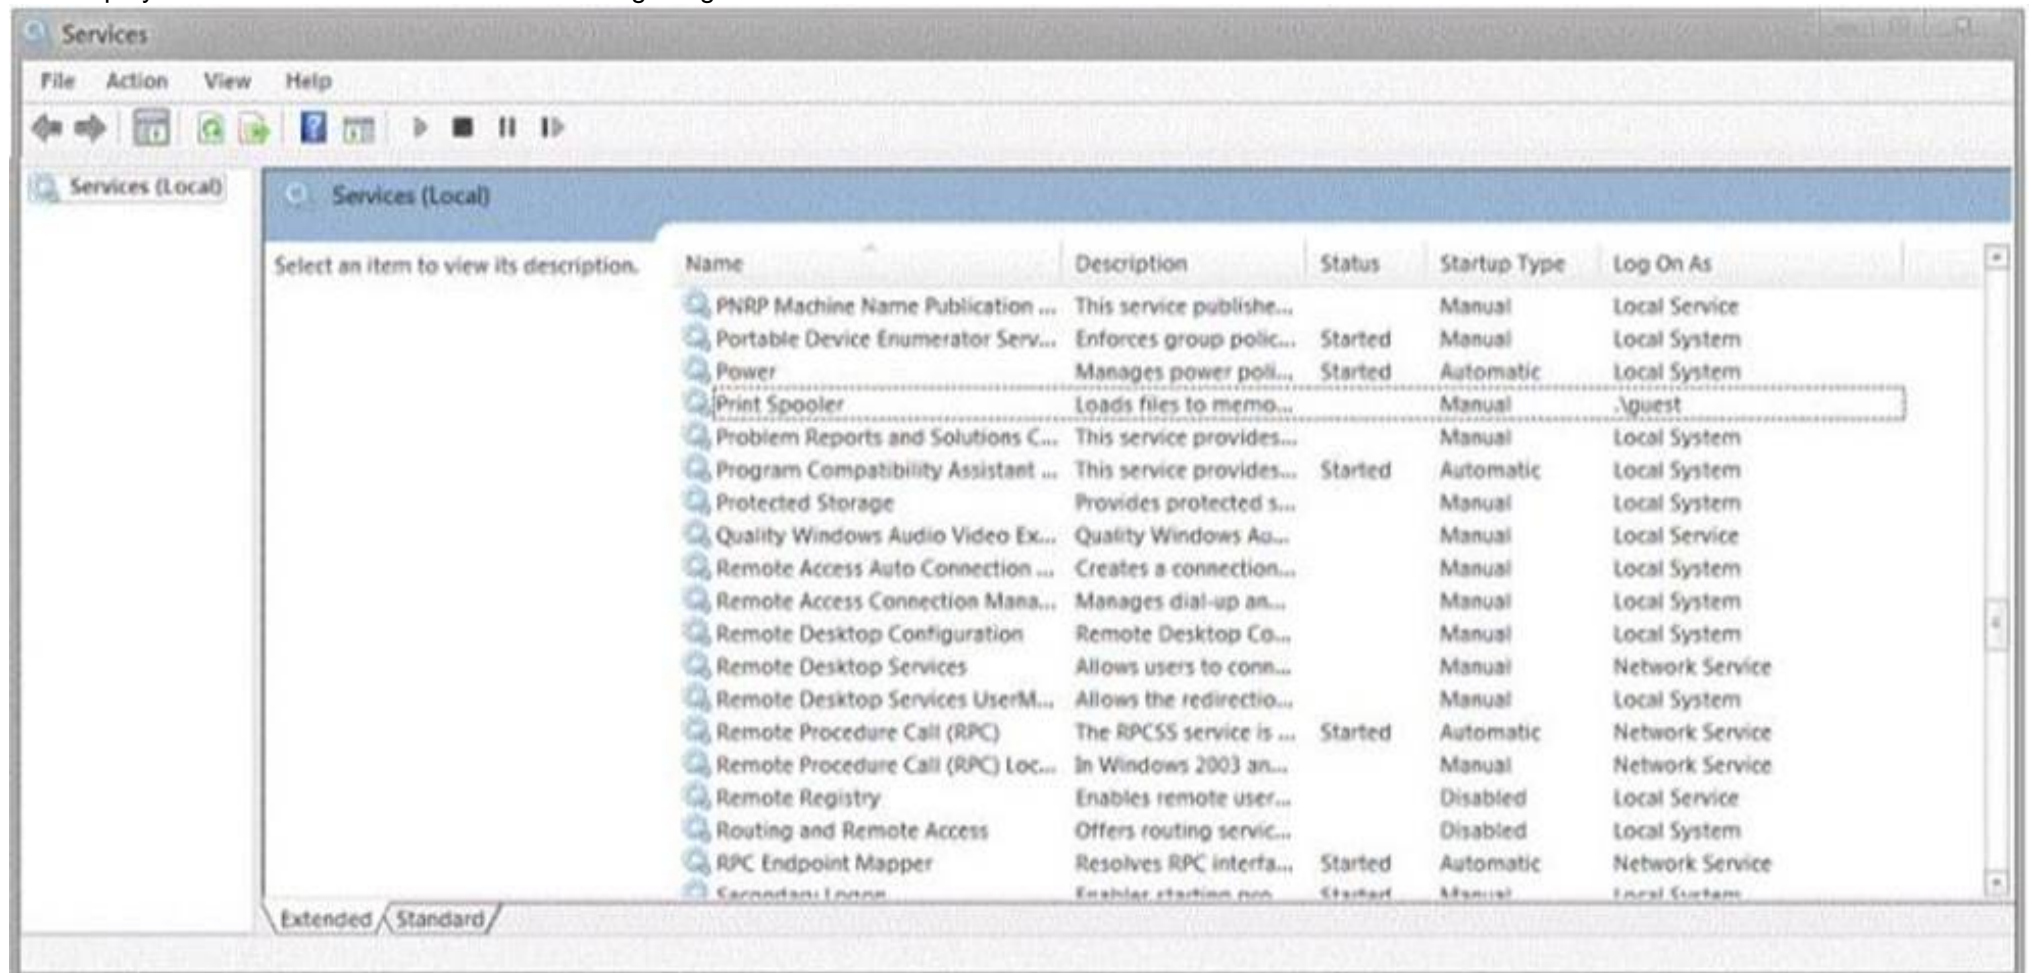 Services
File Action View Help
Services (Local)
Services (Local)
Select an item to view its description.
Name Description Status Startup Type Log On As
PNRP Machine Name Publication ... This service publishe... Manual Local Service
Portable Device Enumerator Serv... Enforces group polic... Started Manual Local System
Power Manages power poli... Started Automatic Local System
Print Spooler Loads files to memo... Manual .\guest
Problem Reports and Solutions C... This service provides... Manual Local System
Program Compatibility Assistant ... This service provides... Started Automatic Local System
Protected Storage Provides protected s... Manual Local System
Quality Windows Audio Video Ex... Quality Windows Au... Manual Local Service
Remote Access Auto Connection ... Creates a connection... Manual Local System
Remote Access Connection Mana... Manages dial-up an... Manual Local System
Remote Desktop Configuration Remote Desktop Co... Manual Local System
Remote Desktop Services Allows users to conn... Manual Network Service
Remote Desktop Services UserM... Allows the redirectio... Manual Local System
Remote Procedure Call (RPC) The RPCSS service is ... Started Automatic Network Service
Remote Procedure Call (RPC) Loc... In Windows 2003 an... Manual Network Service
Remote Registry Enables remote user... Disabled Local Service
Routing and Remote Access Offers routing servic... Disabled Local System
RPC Endpoint Mapper Resolves RPC interfa... Started Automatic Network Service
Secondary Logon Enables starting pro... Started Manual Local System
Extended Standard